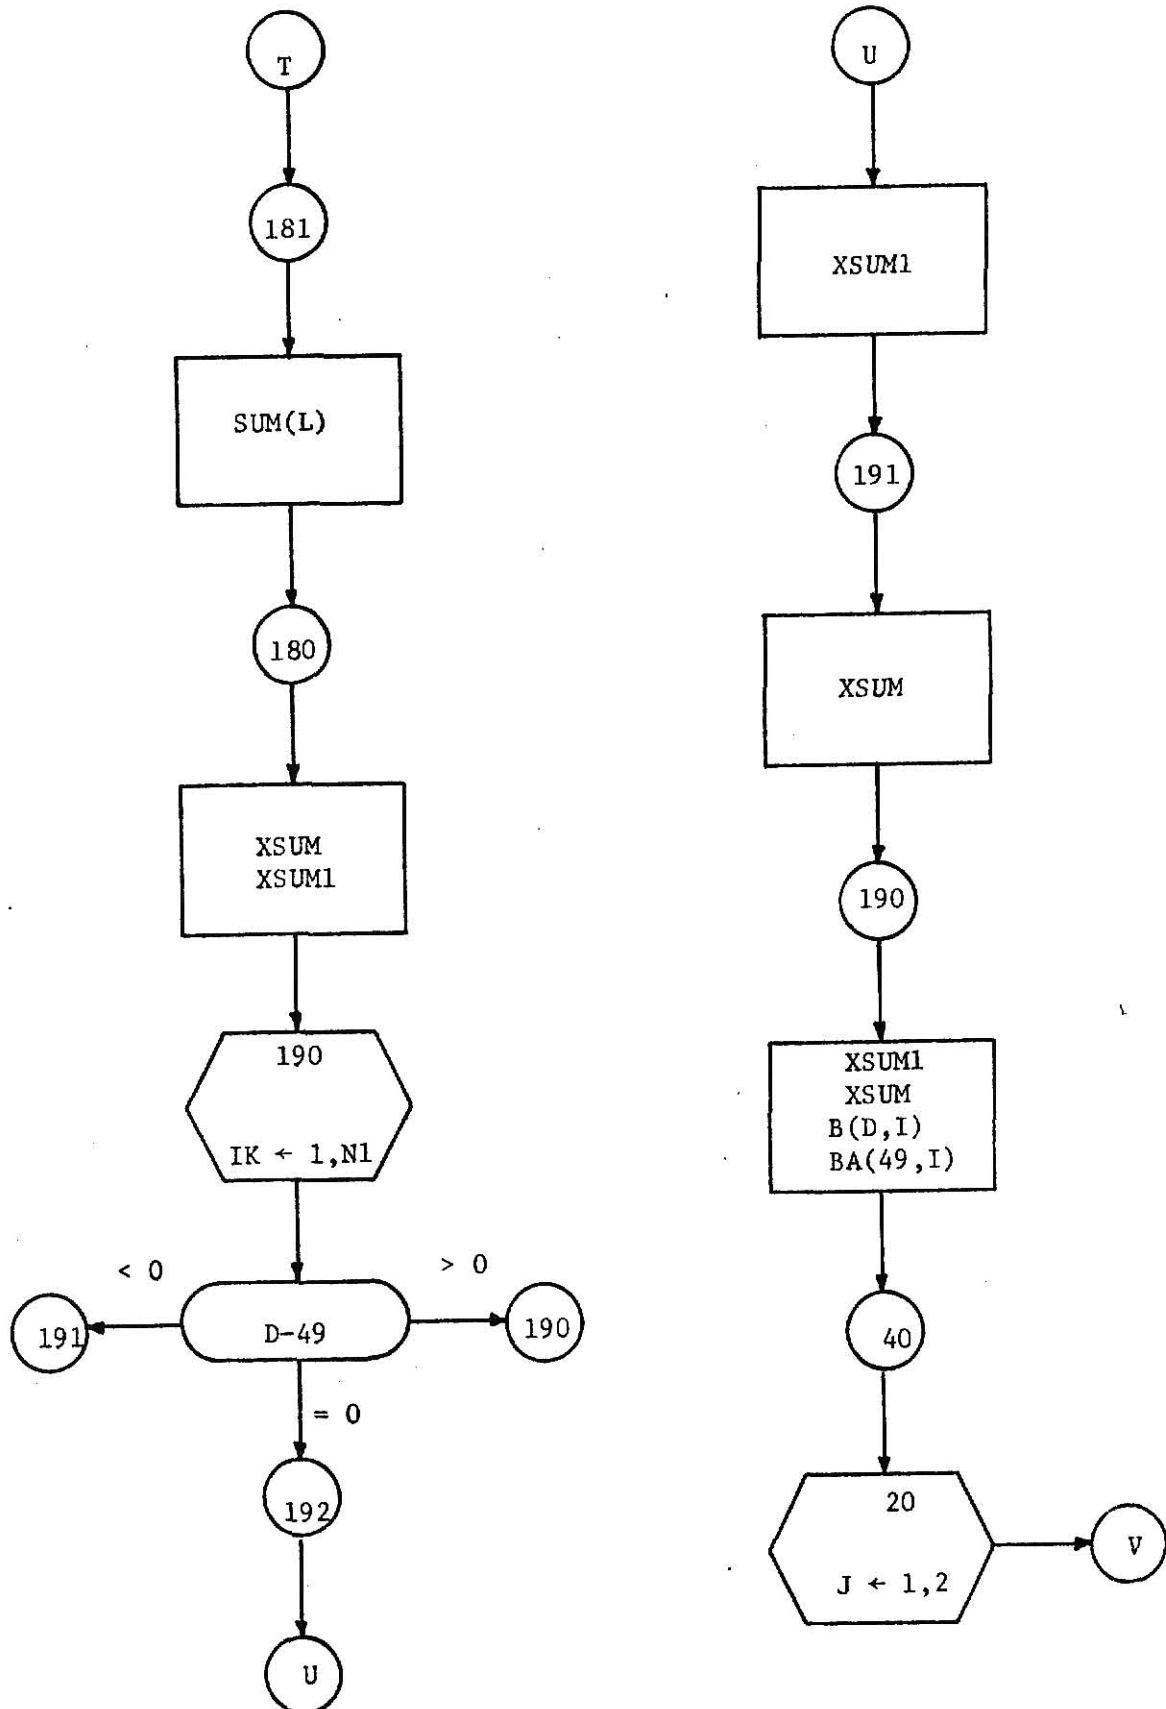 T
181
SUM(L)
180
XSUM
XSUM1
190
IK ← 1,N1
< 0
> 0
191
D-49
190
= 0
192
U
U
XSUM1
191
XSUM
190
XSUM1
XSUM
B(D,I)
BA(49,I)
40
20
J ← 1,2
V